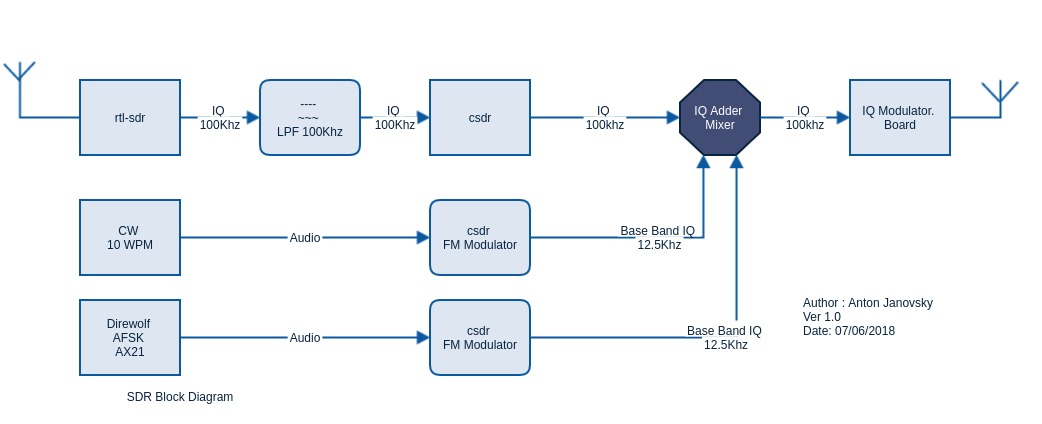 rtl-sdr
IQ
100Khz
----
~~~
LPF 100Khz
IQ
100Khz
csdr
IQ
100khz
IQ Adder
Mixer
IQ
100khz
IQ Modulator.
Board
CW
10 WPM
Audio
csdr
FM Modulator
Base Band IQ
12.5Khz
Direwolf
AFSK
AX21
Audio
csdr
FM Modulator
Base Band IQ
12.5Khz
Author : Anton Janovsky
Ver 1.0
Date: 07/06/2018
SDR Block Diagram